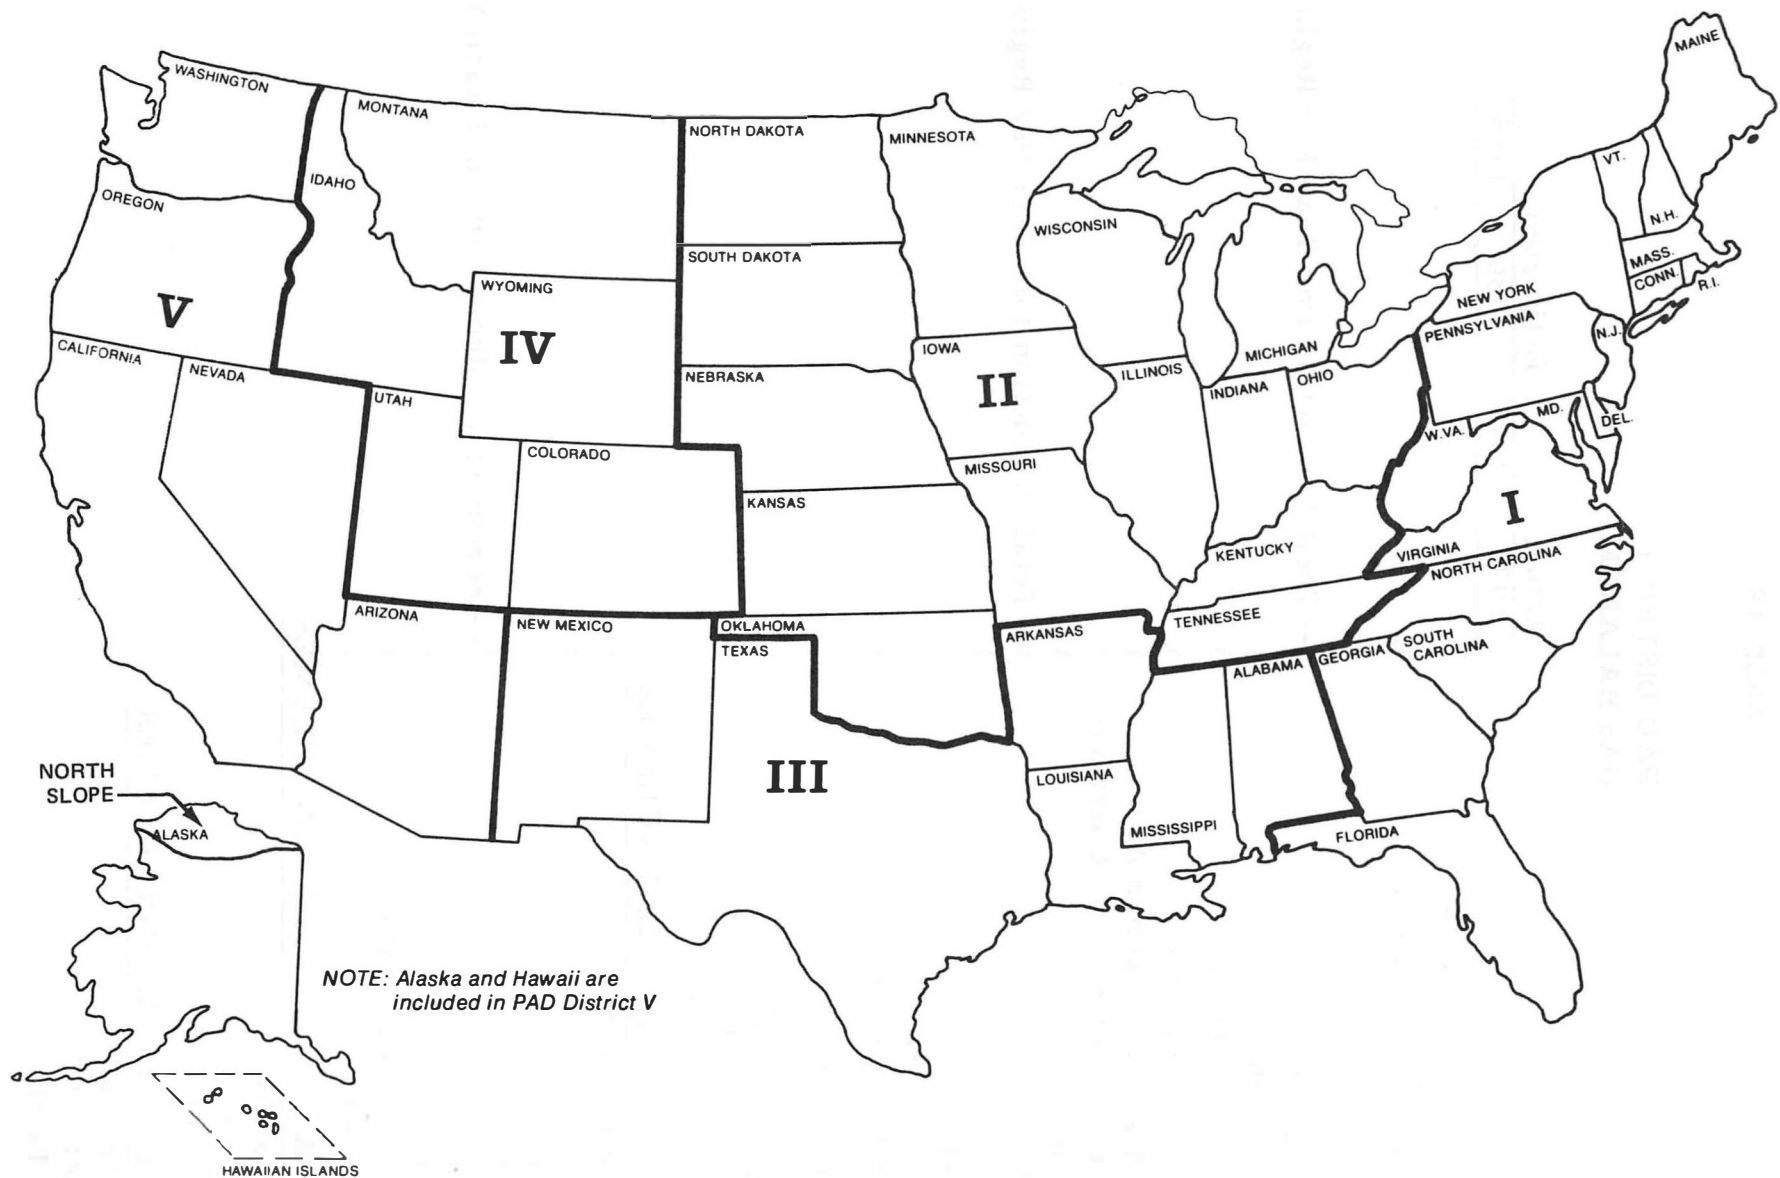 MAINE
WASHINGTON
MONTANA
NORTH DAKOTA
MINNESOTA
VT.
IDAHO
OREGON
N.H.
WISCONSIN
SOUTH DAKOTA
MASS.
CONN.
R.I.
WYOMING
NEW YORK
V
IV
PENNSYLVANIA
N.J.
CALIFORNIA
NEVADA
IOWA
MICHIGAN
NEBRASKA
ILLINOIS
INDIANA
OHIO
UTAH
II
MD.
DEL.
W.VA.
COLORADO
MISSOURI
KANSAS
I
KENTUCKY
VIRGINIA
NORTH CAROLINA
ARIZONA
NEW MEXICO
OKLAHOMA
ARKANSAS
TENNESSEE
TEXAS
SOUTH
CAROLINA
ALABAMA
GEORGIA
III
LOUISIANA
NORTH
SLOPE
ALASKA
MISSISSIPPI
FLORIDA
NOTE: Alaska and Hawaii are
included in PAD District V
HAWAIIAN ISLANDS